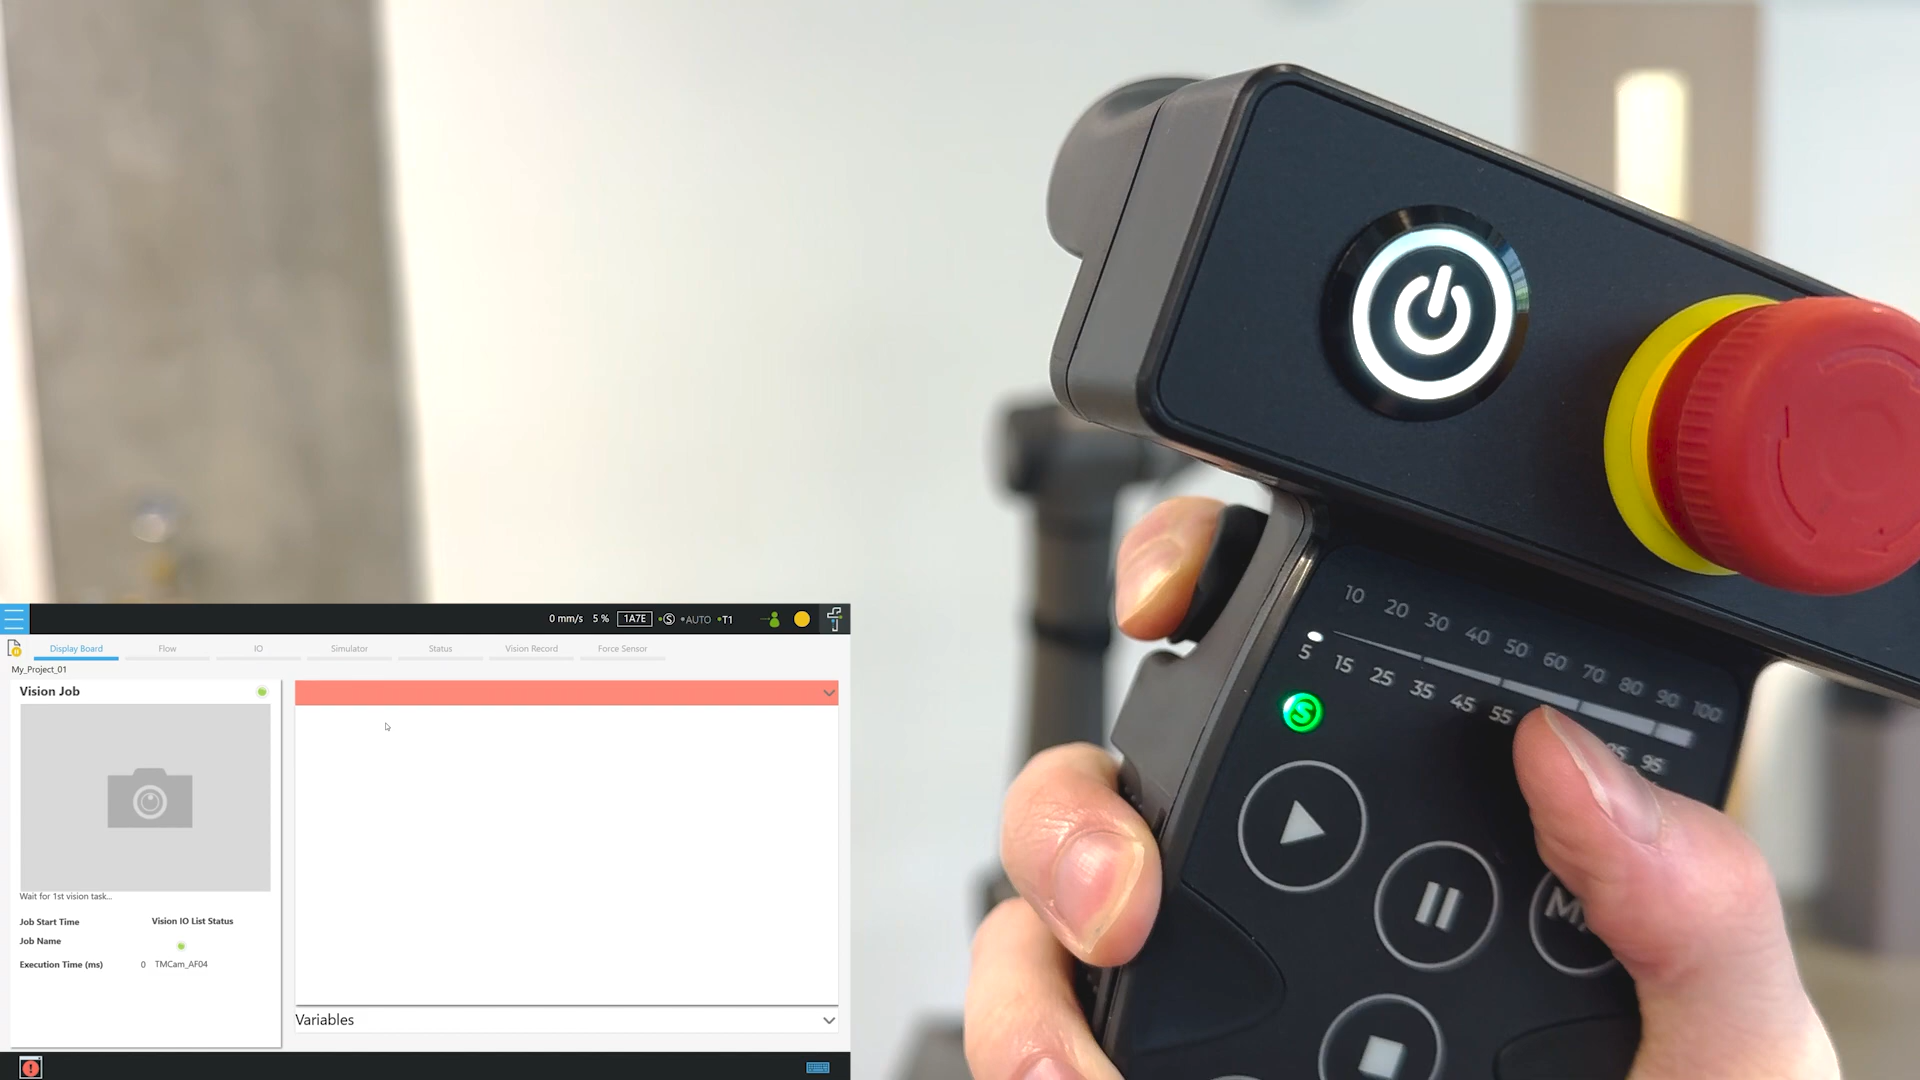 10 20 30 40 50 60 70 80 90 100
5 15 25 35 45 55 95
S
0 mm/s 5 % 1A7E S AUTO T1
Display Board Flow IO Simulator Status Vision Record Force Sensor
My_Project_01
Vision Job
Wait for 1st vision task...
Job Start Time Vision IO List Status
Job Name
Execution Time (ms) 0 TMCam_AF04
Variables